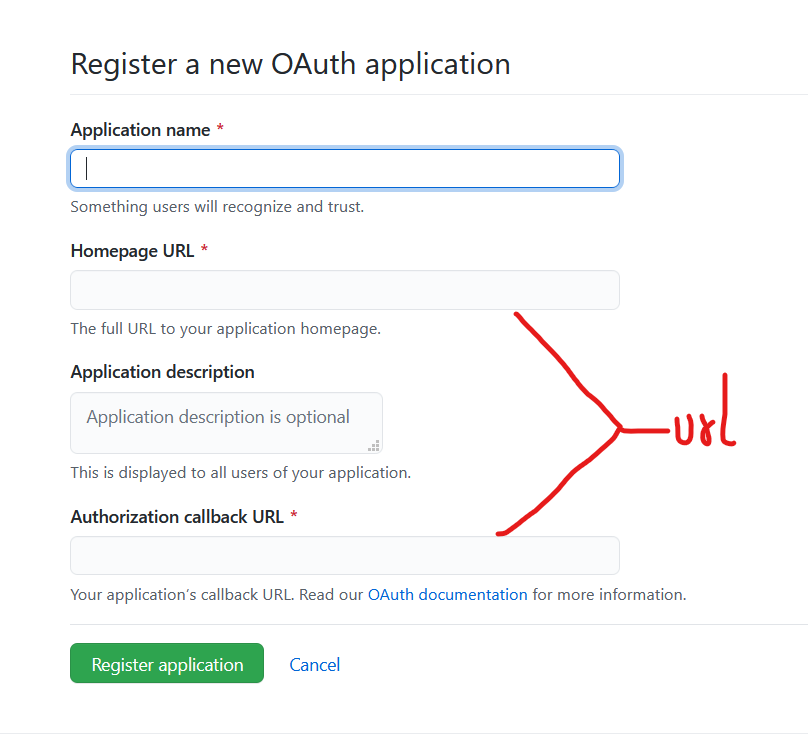 Register a new OAuth application
Application name *
Something users will recognize and trust.
Homepage URL *
The full URL to your application homepage.
Application description
Application description is optional
url
This is displayed to all users of your application.
Authorization callback URL *
Your application’s callback URL. Read our OAuth documentation for more information.
Register application Cancel